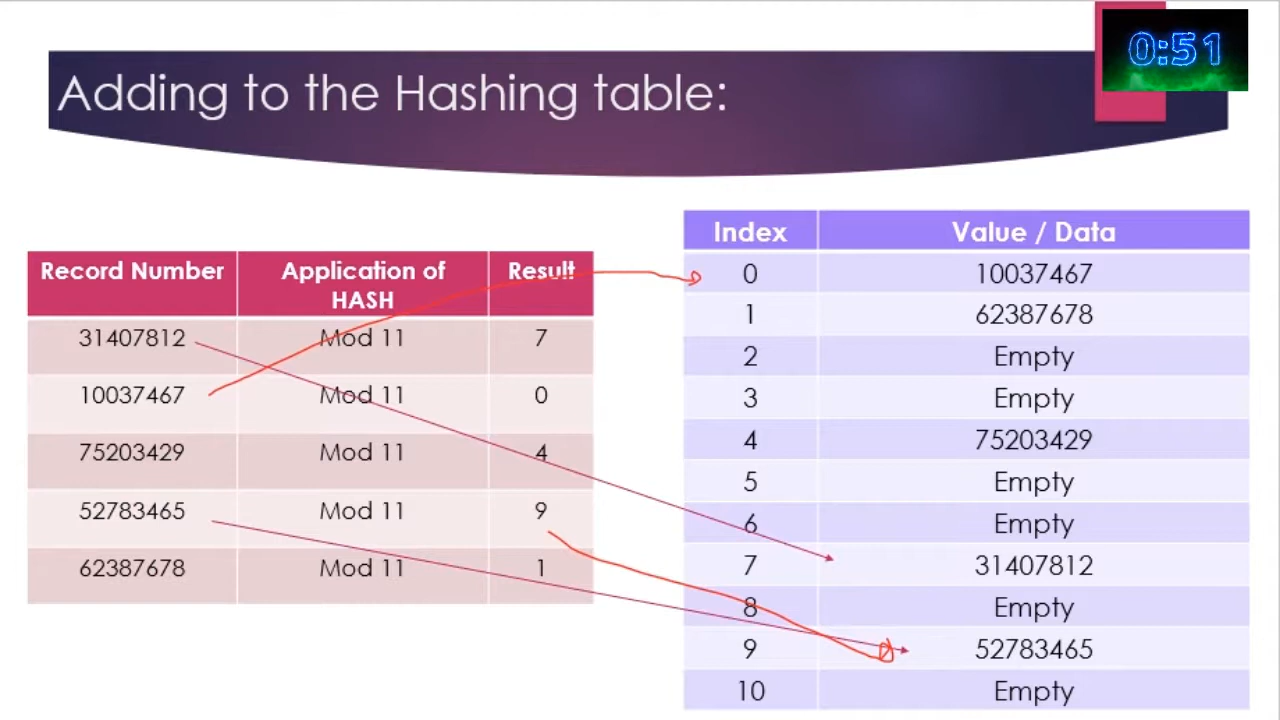 0:51
Adding to the Hashing table:
Record Number Application of HASH Result
31407812 Mod 11 7
10037467 Mod 11 0
75203429 Mod 11 4
52783465 Mod 11 9
62387678 Mod 11 1
Index Value / Data
0 10037467
1 62387678
2 Empty
3 Empty
4 75203429
5 Empty
6 Empty
7 31407812
8 Empty
9 52783465
10 Empty